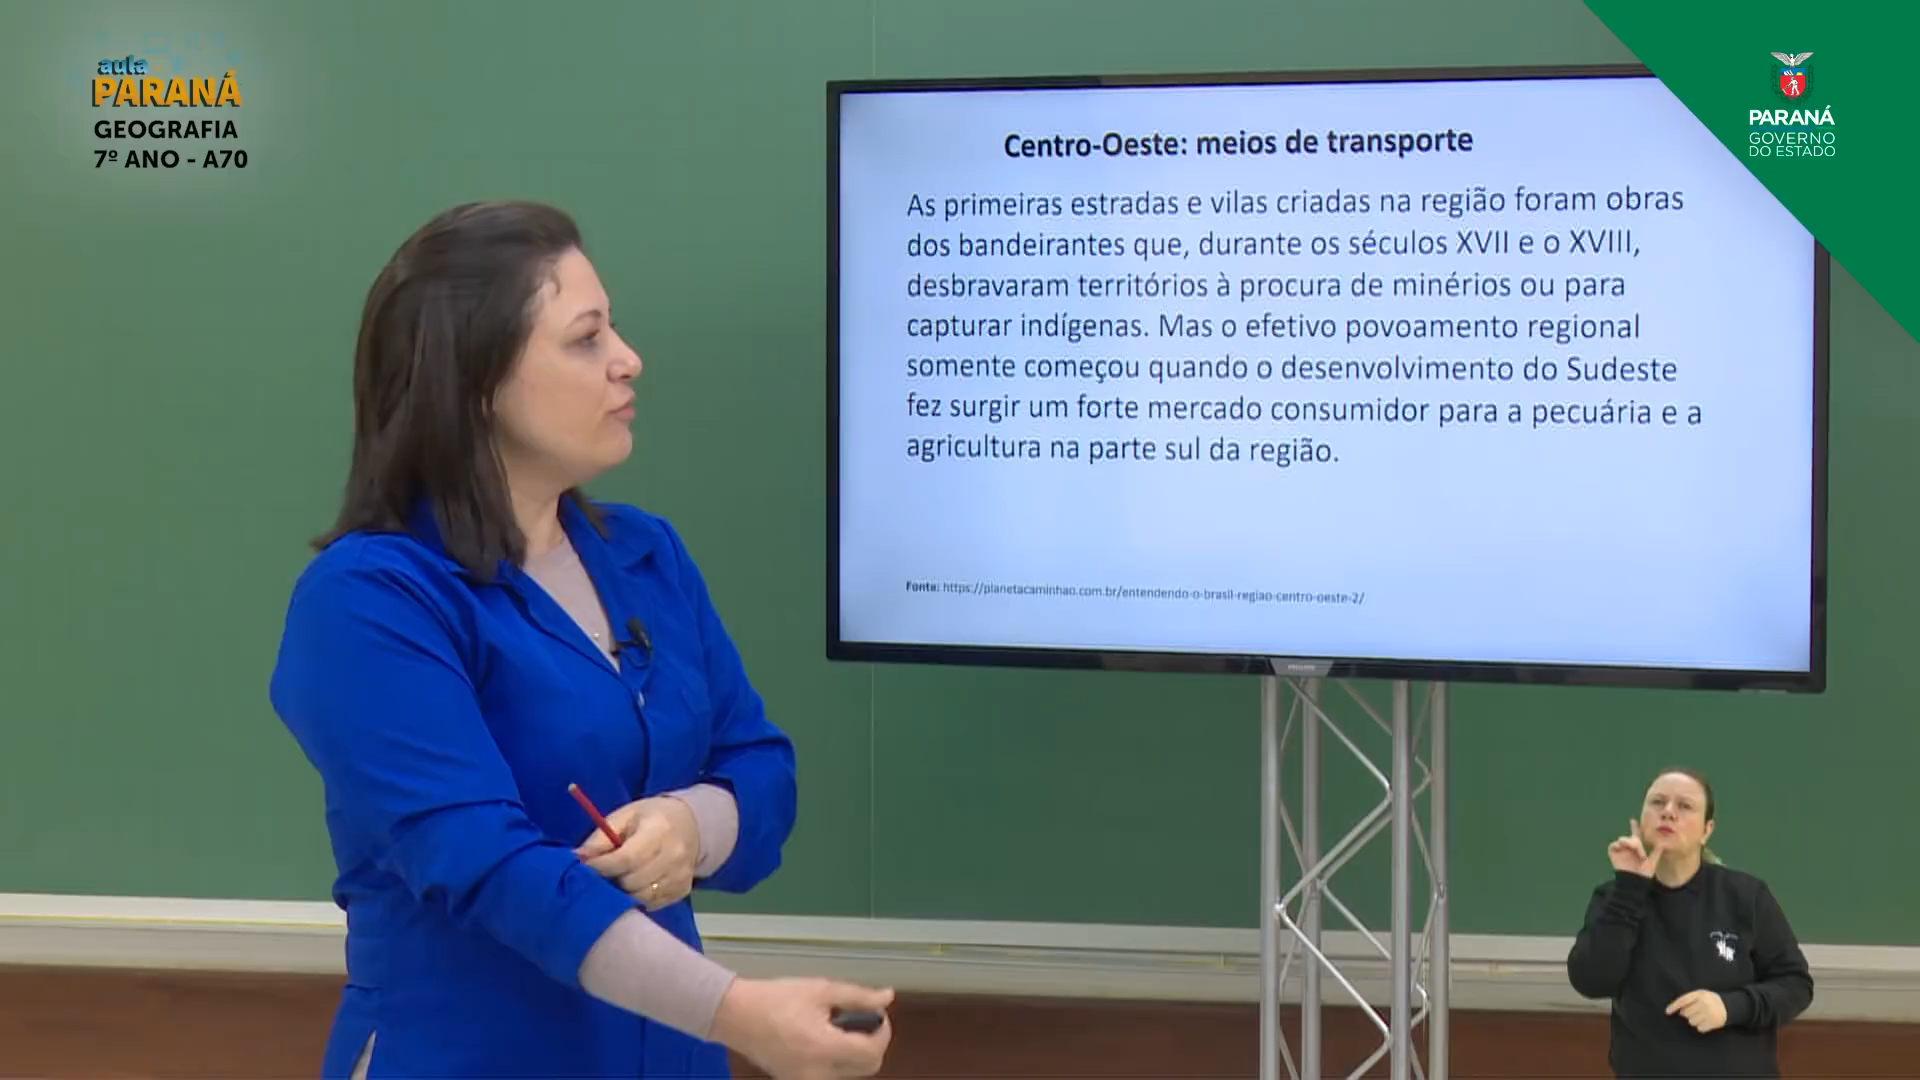 aula
PARANÁ
GEOGRAFIA
7º ANO - A70
PARANÁ
GOVERNO
DO ESTADO
Centro-Oeste: meios de transporte
As primeiras estradas e vilas criadas na região foram obras
dos bandeirantes que, durante os séculos XVII e o XVIII,
desbravaram territórios à procura de minérios ou para
capturar indígenas. Mas o efetivo povoamento regional
somente começou quando o desenvolvimento do Sudeste
fez surgir um forte mercado consumidor para a pecuária e a
agricultura na parte sul da região.
Fonte: https://planetacaminhao.com.br/entendendo-o-brasil-regiao-centro-oeste-2/